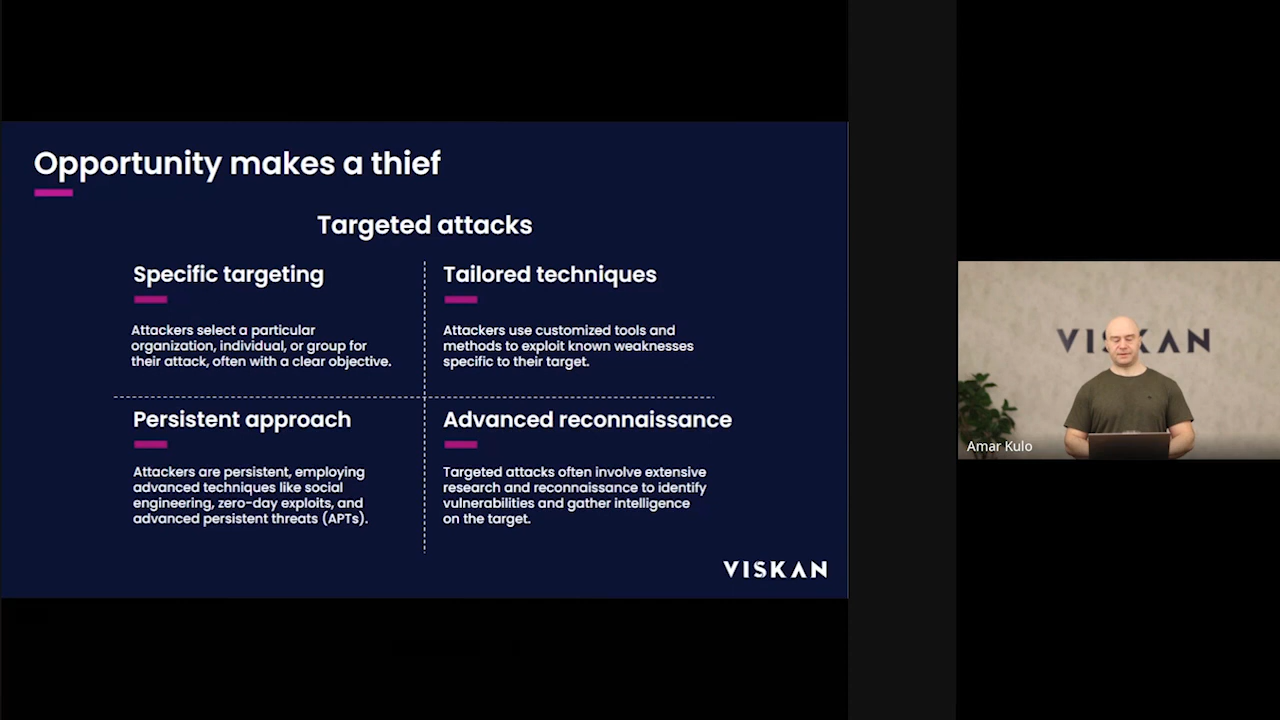 Opportunity makes a thief
Targeted attacks
Specific targeting
Attackers select a particular
organization, individual, or group for
their attack, often with a clear objective.
Tailored techniques
Attackers use customized tools and
methods to exploit known weaknesses
specific to their target.
Persistent approach
Attackers are persistent, employing
advanced techniques like social
engineering, zero-day exploits, and
advanced persistent threats (APTs).
Advanced reconnaissance
Targeted attacks often involve extensive
research and reconnaissance to identify
vulnerabilities and gather intelligence
on the target.
VISKAN
VISKAN
Amar Kulo